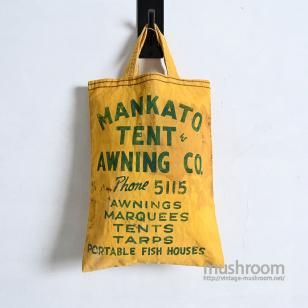 MANKATO
TENT &
AWNING CO.
Phone 5115
AWNINGS
MARQUEES
TENTS
TARPS
PORTABLE FISH HOUSES
mushroom
http://vintage-mushroom.net/